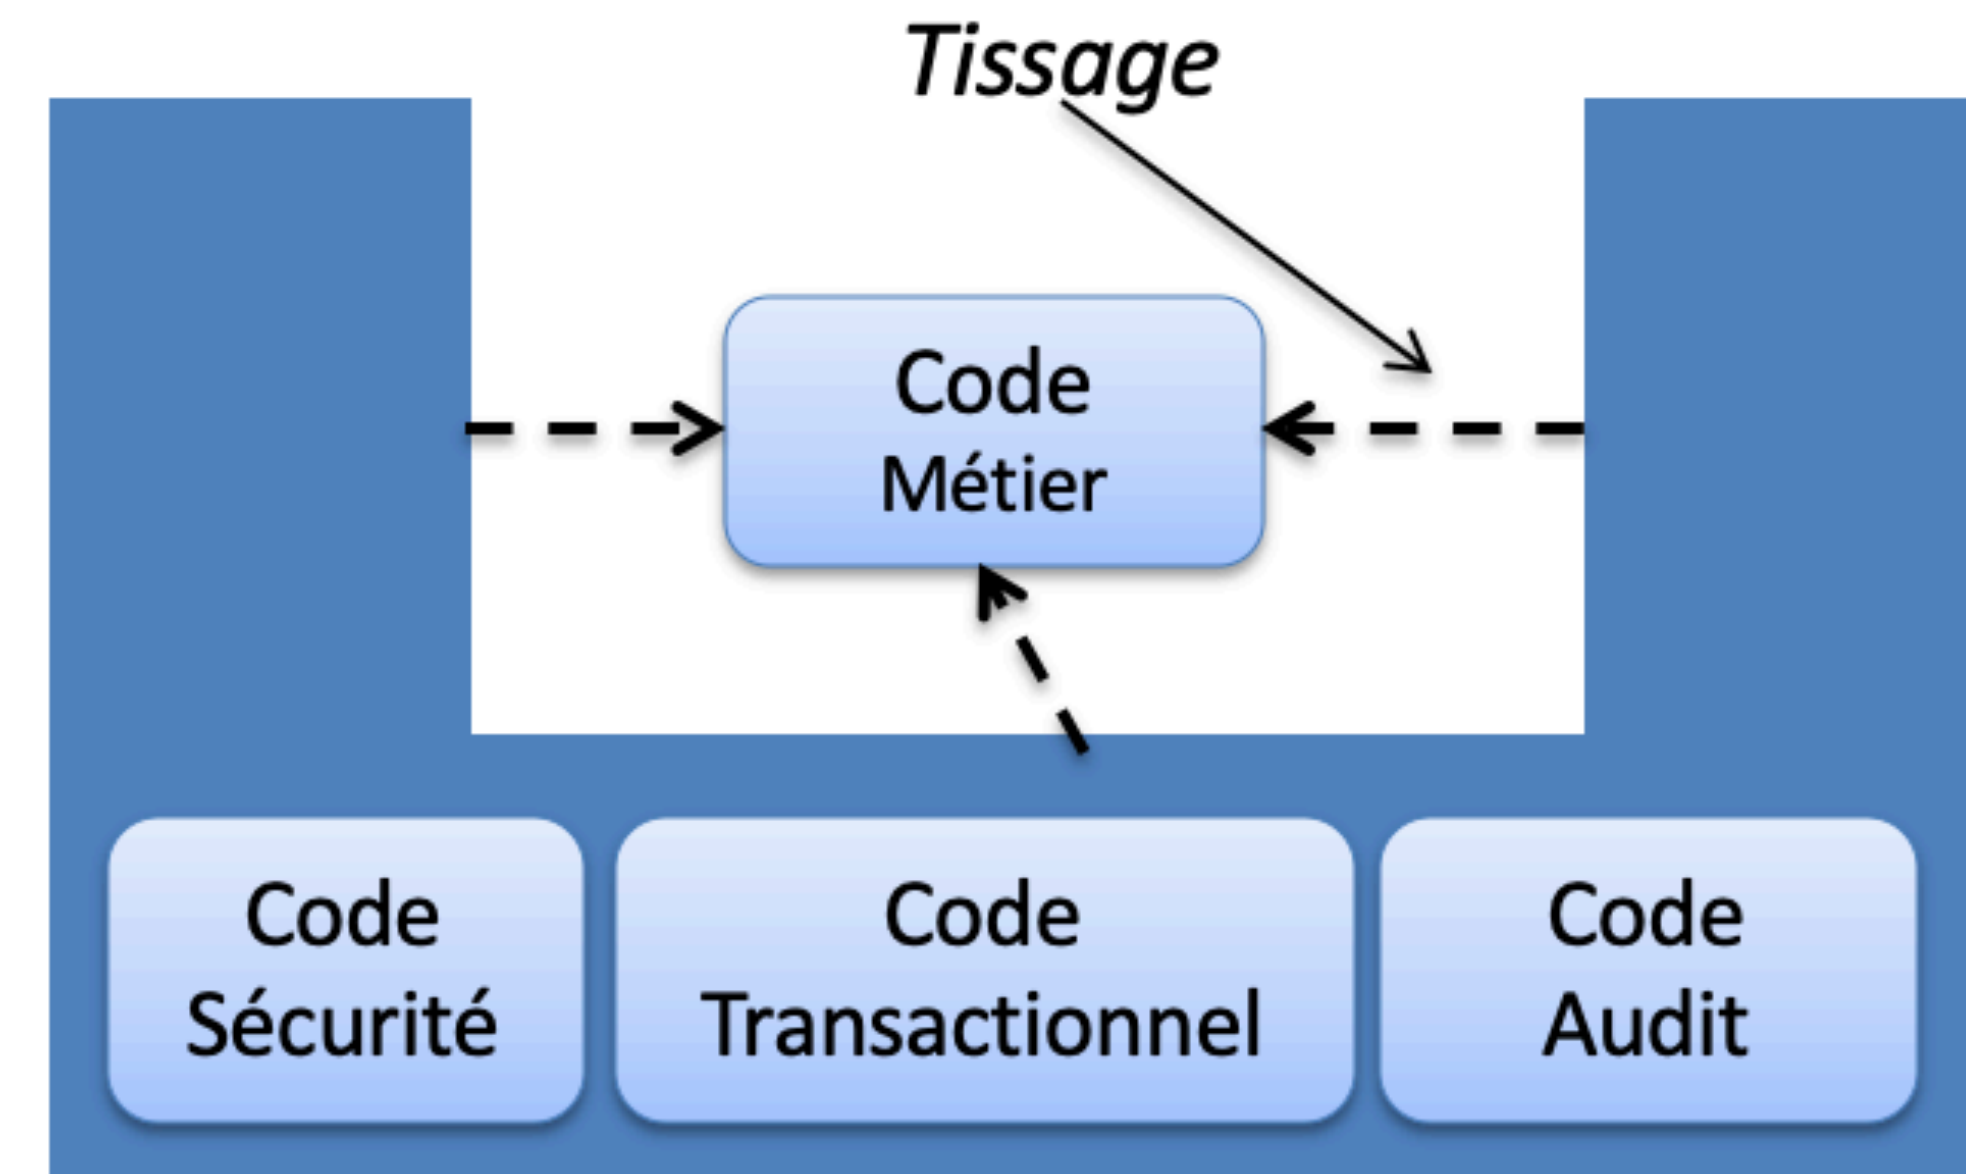 Tissage
Code
Métier
Code
Sécurité
Code
Transactionnel
Code
Audit